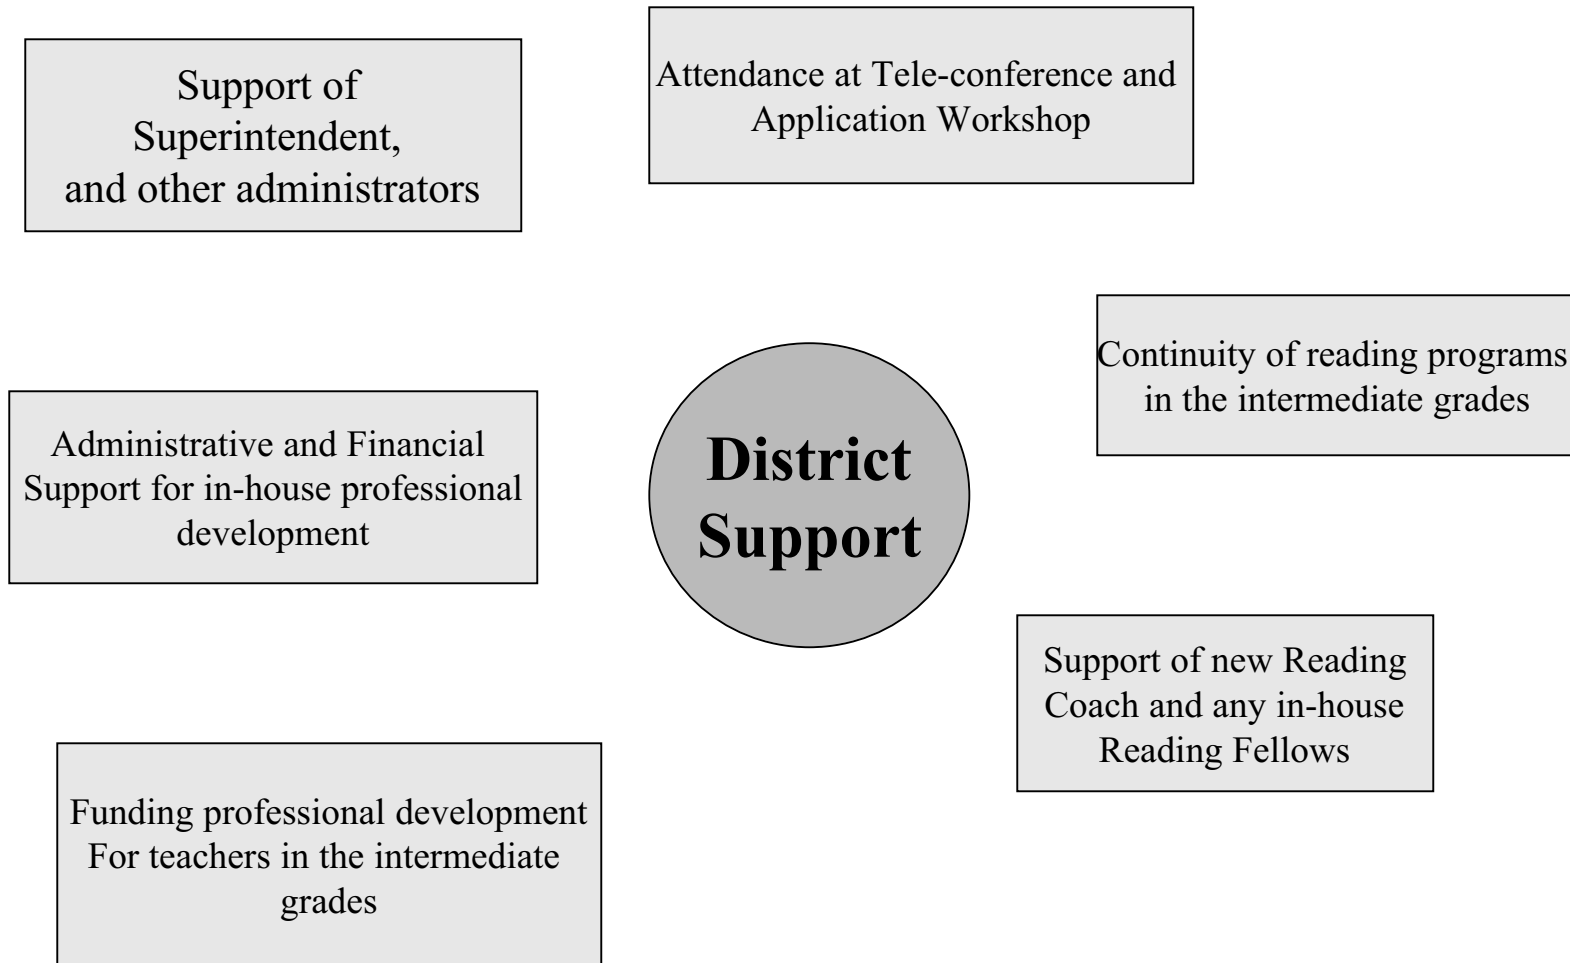 Support of
Superintendent,
and other administrators
Attendance at Tele-conference and
Application Workshop
Continuity of reading programs
in the intermediate grades
Administrative and Financial
Support for in-house professional
development
District
Support
Support of new Reading
Coach and any in-house
Reading Fellows
Funding professional development
For teachers in the intermediate
grades